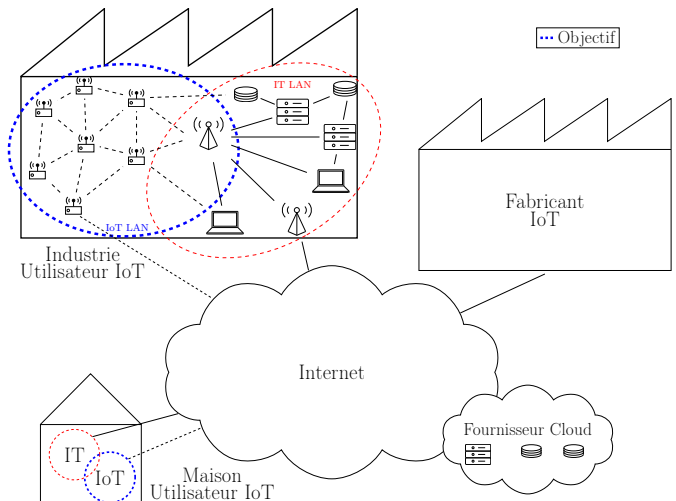 Objectif
IT LAN
IoT LAN
Industrie
Utilisateur IoT
Fabricant
IoT
Internet
Fournisseur Cloud
IT
IoT
Maison
Utilisateur IoT